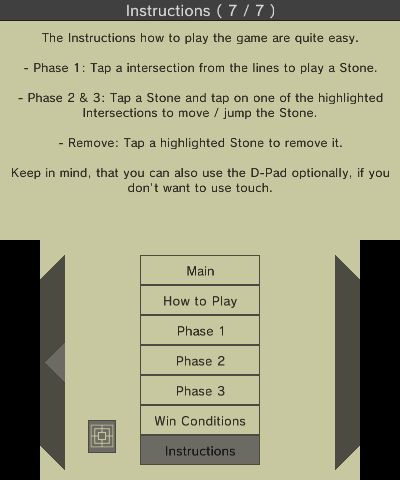 Instructions ( 7 / 7 )
The Instructions how to play the game are quite easy.
- Phase 1: Tap a intersection from the lines to play a Stone.
- Phase 2 & 3: Tap a Stone and tap on one of the highlighted
Intersections to move / jump the Stone.
- Remove: Tap a highlighted Stone to remove it.
Keep in mind, that you can also use the D-Pad optionally, if you
don't want to use touch.
Main
How to Play
Phase 1
Phase 2
Phase 3
Win Conditions
Instructions